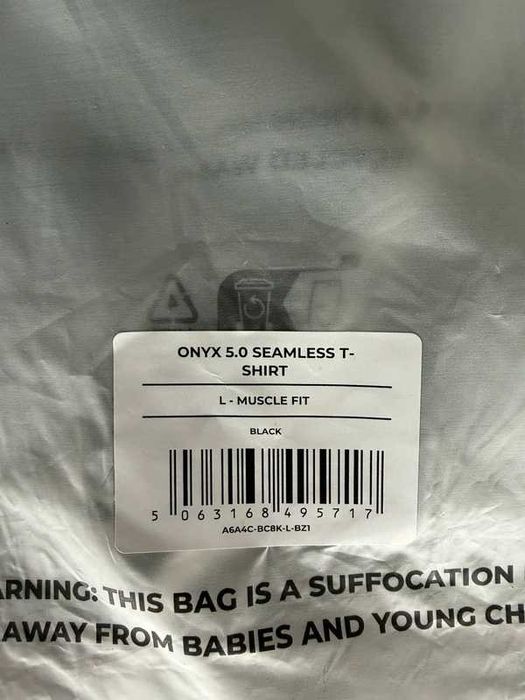 ONYX 5.0 SEAMLESS T-
SHIRT
L - MUSCLE FIT
BLACK
5 063168 495717
A6A4C-BC8K-L-BZ1
ARNING: THIS BAG IS A SUFFOCATION
AWAY FROM BABIES AND YOUNG CH